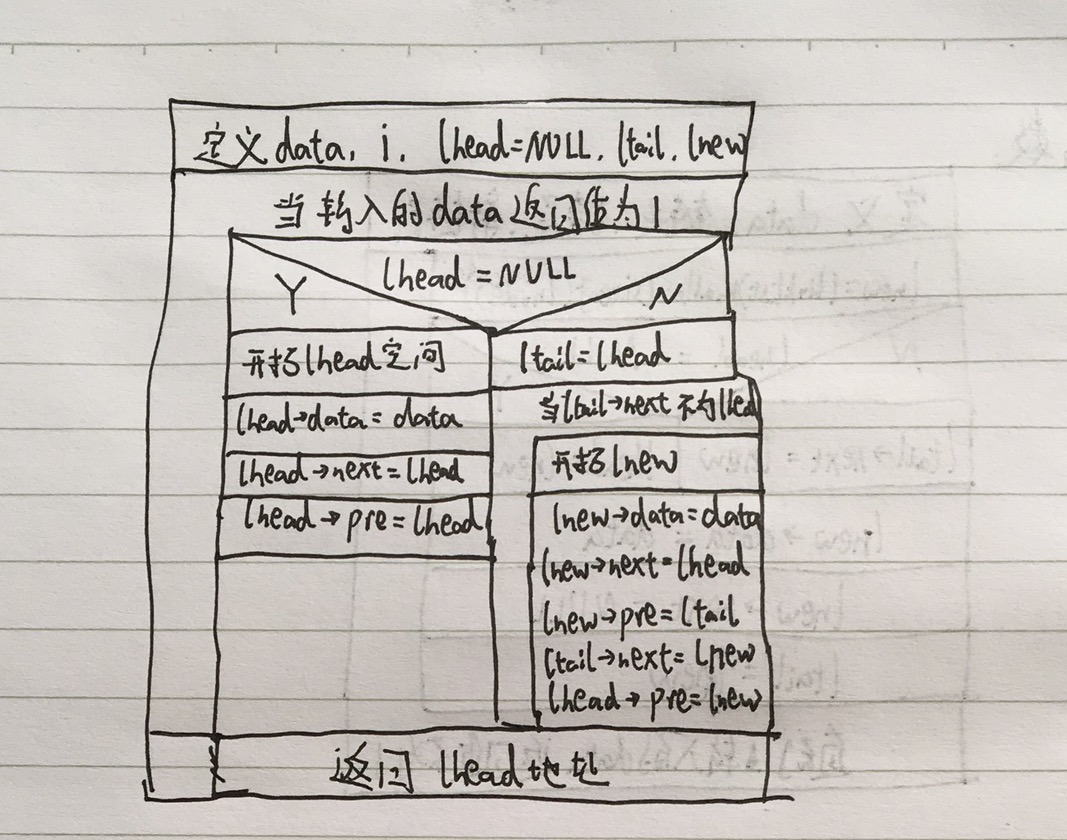 定义data, i, lhead=NULL, ltail, lnew
当输入的data返回值为1
lhead=NULL
Y
N
开拓lhead空间
ltail=lhead
lhead→data=data
当ltail→next不为lhead
lhead→next=lhead
开拓lnew
lhead→pre=lhead
lnew→data=data
lnew→next=lhead
lnew→pre=ltail
ltail→next=lnew
lhead→pre=lnew
返回lhead地址